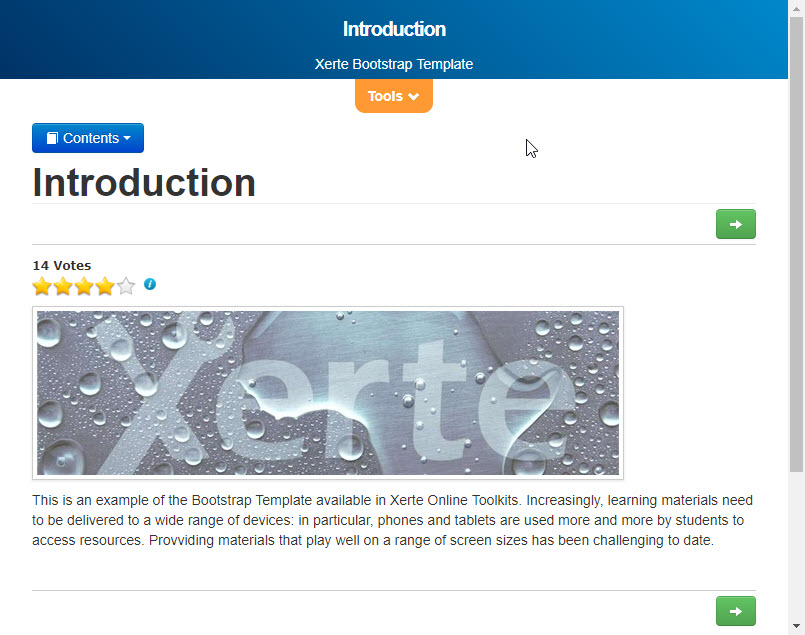 Introduction
Xerte Bootstrap Template
Tools
Contents
Introduction
14 Votes
Xerte
This is an example of the Bootstrap Template available in Xerte Online Toolkits. Increasingly, learning materials need
to be delivered to a wide range of devices: in particular, phones and tablets are used more and more by students to
access resources. Provviding materials that play well on a range of screen sizes has been challenging to date.